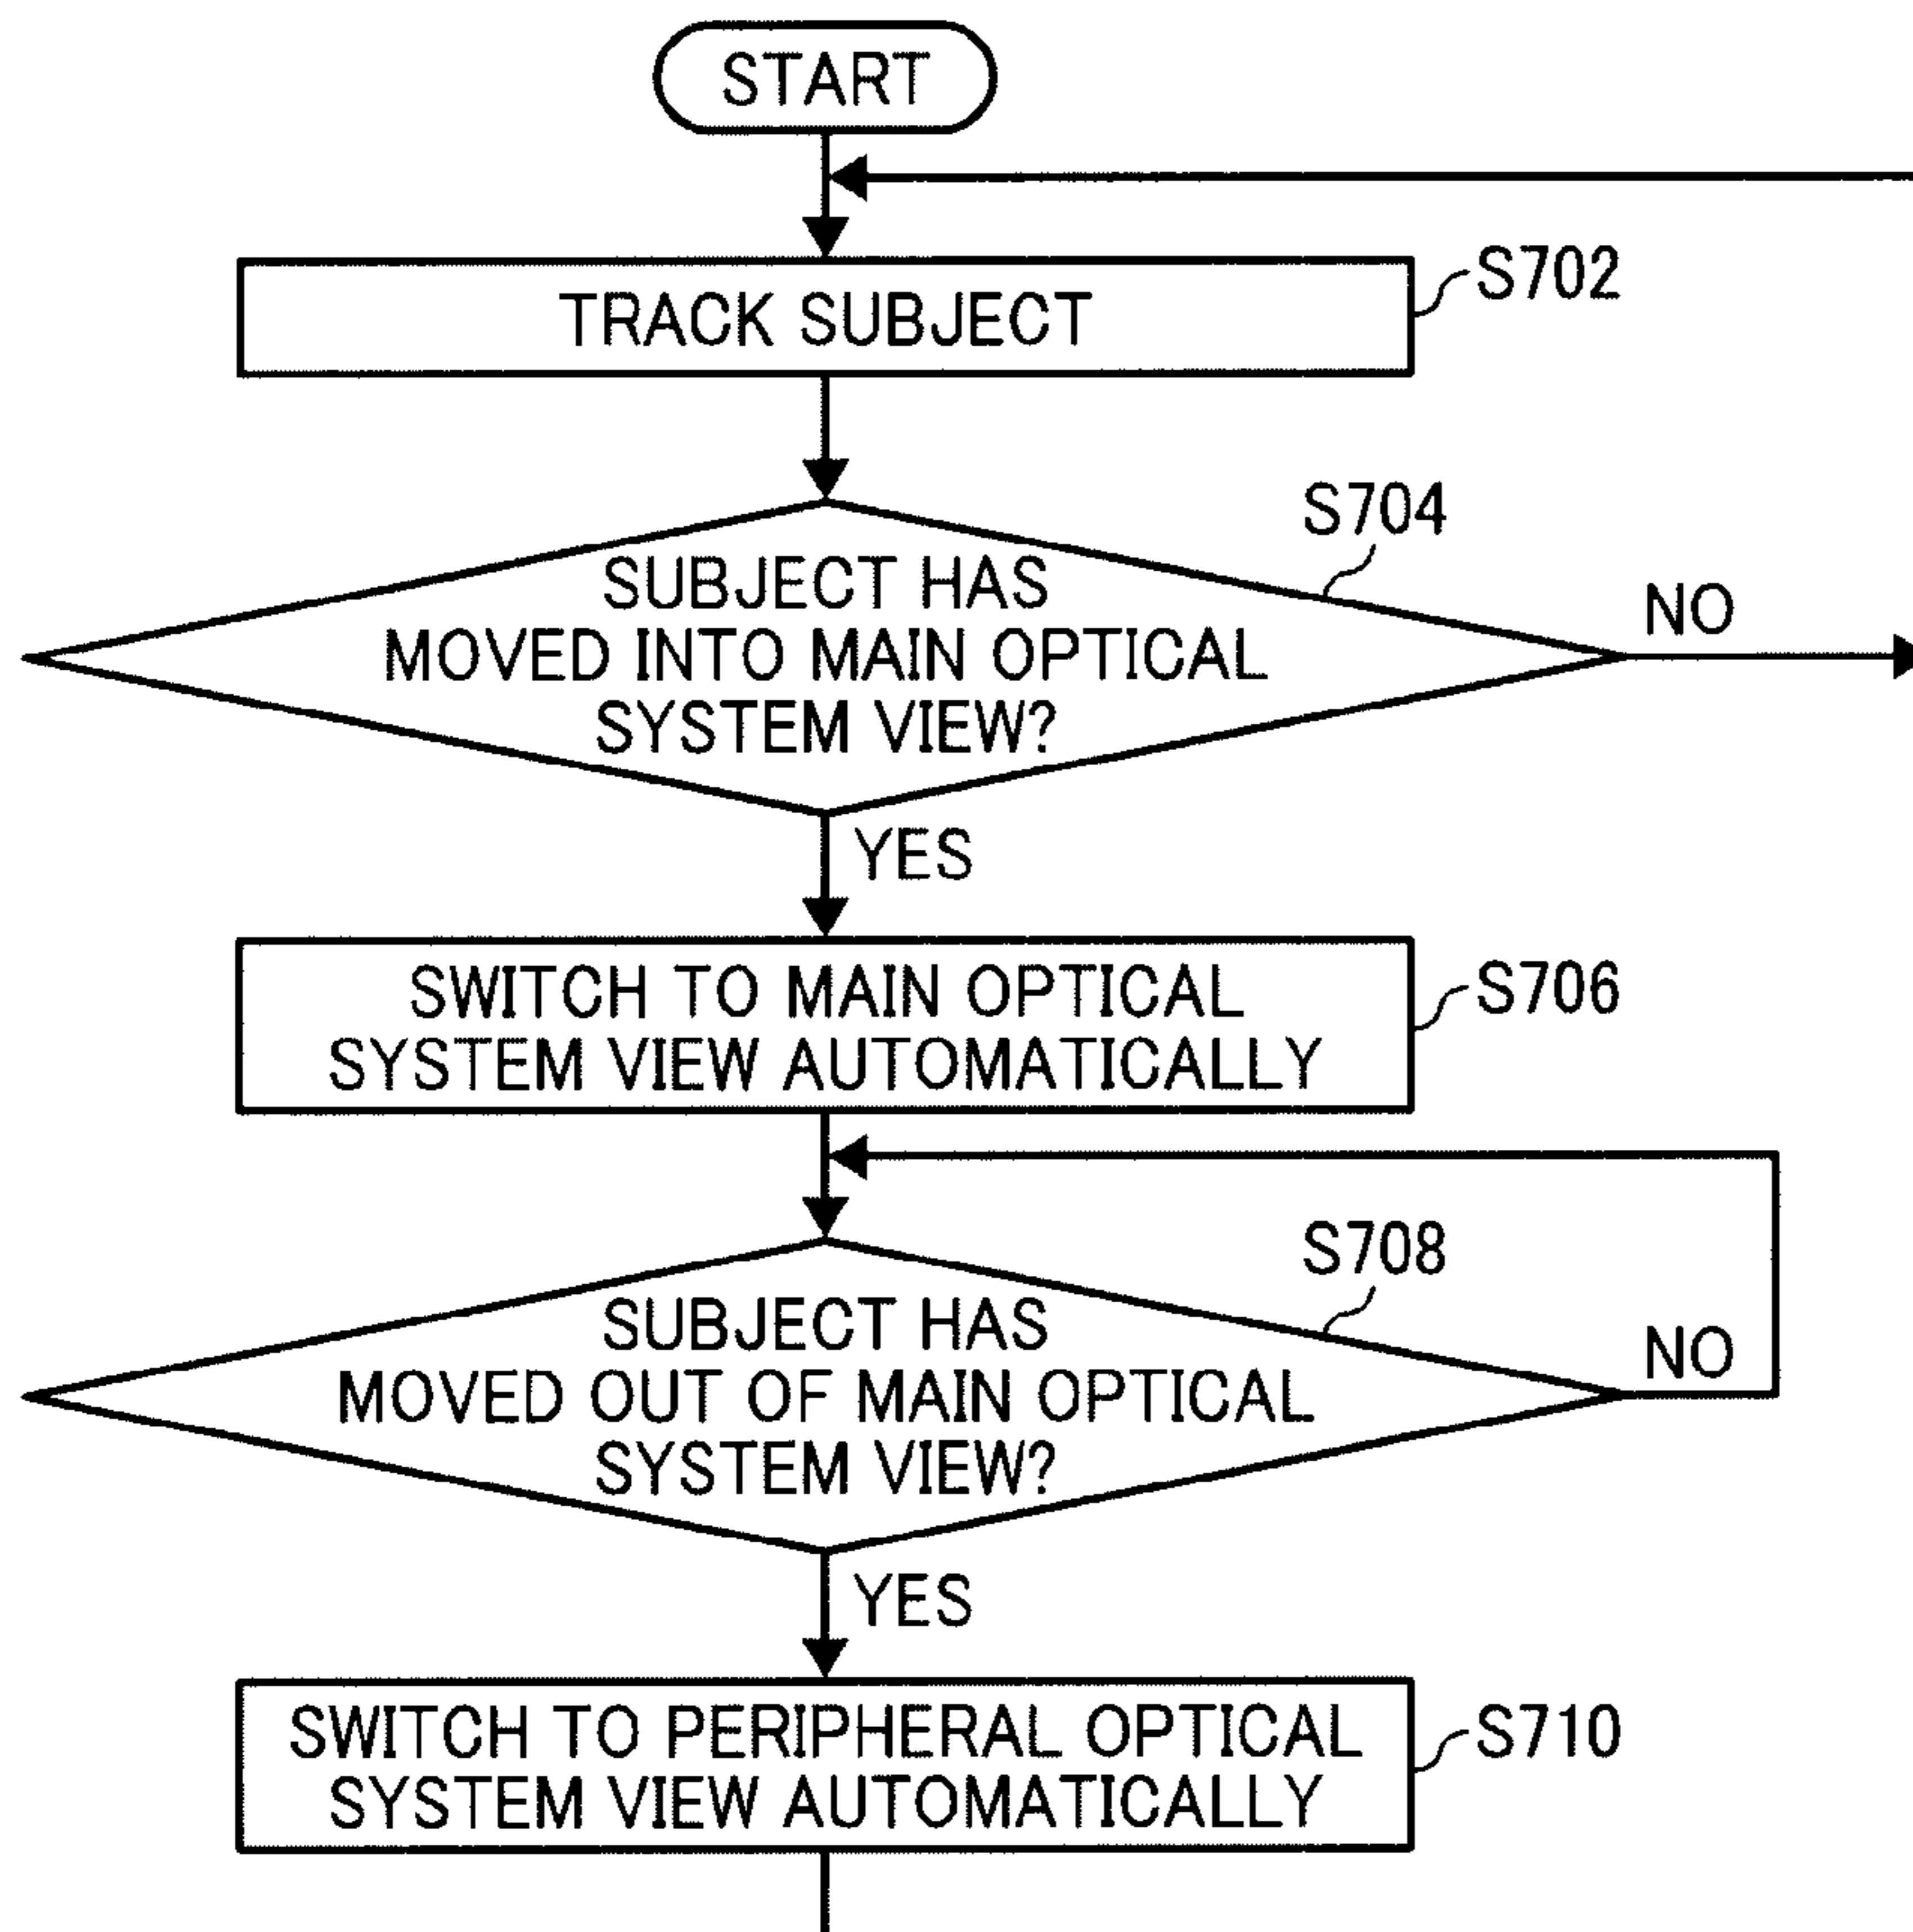 START
TRACK SUBJECT
S702
S704
SUBJECT HAS
MOVED INTO MAIN OPTICAL
SYSTEM VIEW?
NO
YES
SWITCH TO MAIN OPTICAL
SYSTEM VIEW AUTOMATICALLY
S706
S708
SUBJECT HAS
MOVED OUT OF MAIN OPTICAL
SYSTEM VIEW?
NO
YES
SWITCH TO PERIPHERAL OPTICAL
SYSTEM VIEW AUTOMATICALLY
S710